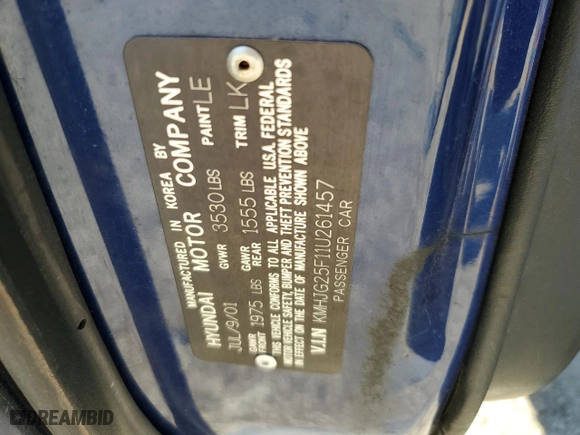 MANUFACTURED IN KOREA BY
HYUNDAI MOTOR COMPANY
JUL/9/01 GVWR 3530 LBS PAINT LE
GAWR FRONT 1975 LBS GAWR REAR 1555 LBS TRIM LK
THIS VEHICLE CONFORMS TO ALL APPLICABLE U.S.A. FEDERAL
MOTOR VEHICLE SAFETY, BUMPER AND THEFT PREVENTION STANDARDS
IN EFFECT ON THE DATE OF MANUFACTURE SHOWN ABOVE
V.I.N KMHJG25F11U261457
PASSENGER CAR
DREAMBID